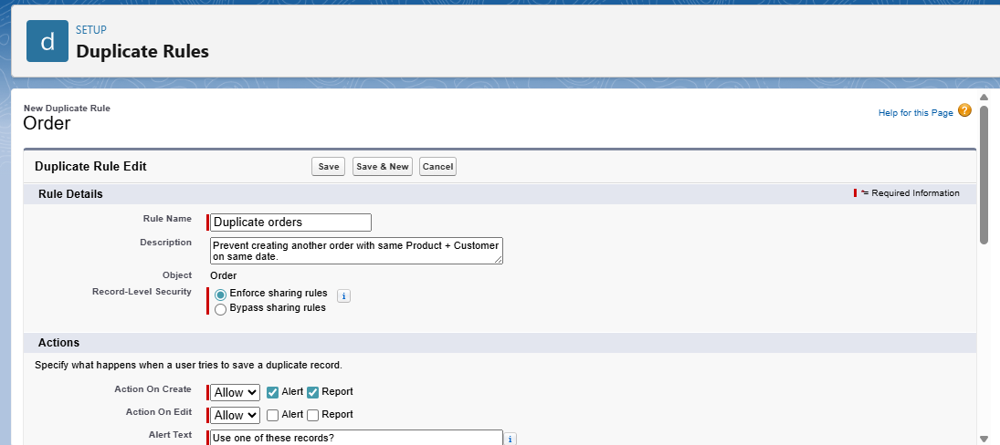 d
SETUP
Duplicate Rules
New Duplicate Rule
Order
Help for this Page ?
Duplicate Rule Edit
Save
Save & New
Cancel
Rule Details
= Required Information
Rule Name
Duplicate orders
Description
Prevent creating another order with same Product + Customer
on same date.
Object
Order
Record-Level Security
Enforce sharing rules
i
Bypass sharing rules
Actions
Specify what happens when a user tries to save a duplicate record.
Action On Create
Allow
Alert
Report
Action On Edit
Allow
Alert
Report
Alert Text
Use one of these records?
i